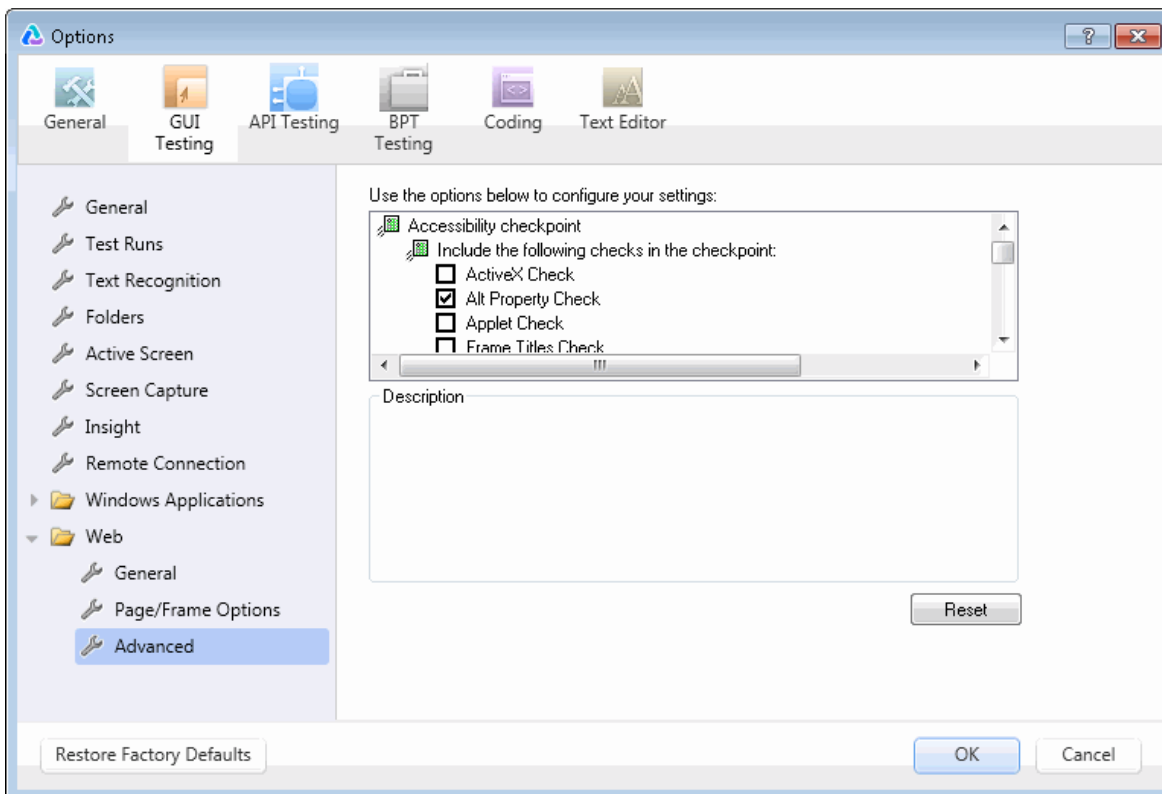 Options
General
GUI
Testing
API Testing
BPT
Testing
Coding
Text Editor
General
Test Runs
Text Recognition
Folders
Active Screen
Screen Capture
Insight
Remote Connection
Windows Applications
Web
General
Page/Frame Options
Advanced
Use the options below to configure your settings:
Accessibility checkpoint
Include the following checks in the checkpoint:
ActiveX Check
Alt Property Check
Applet Check
Frame Titles Check
Description
Reset
Restore Factory Defaults
OK
Cancel